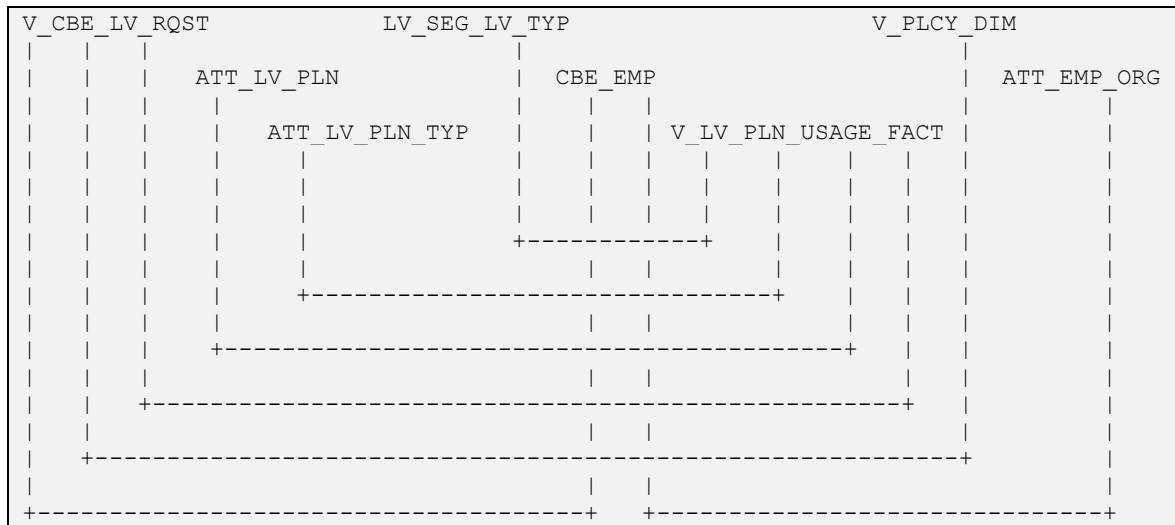 V_CBE_LV_RQST LV_SEG_LV_TYP V_PLCY_DIM
ATT_LV_PLN CBE_EMP ATT_EMP_ORG
ATT_LV_PLN_TYP V_LV_PLN_USAGE_FACT